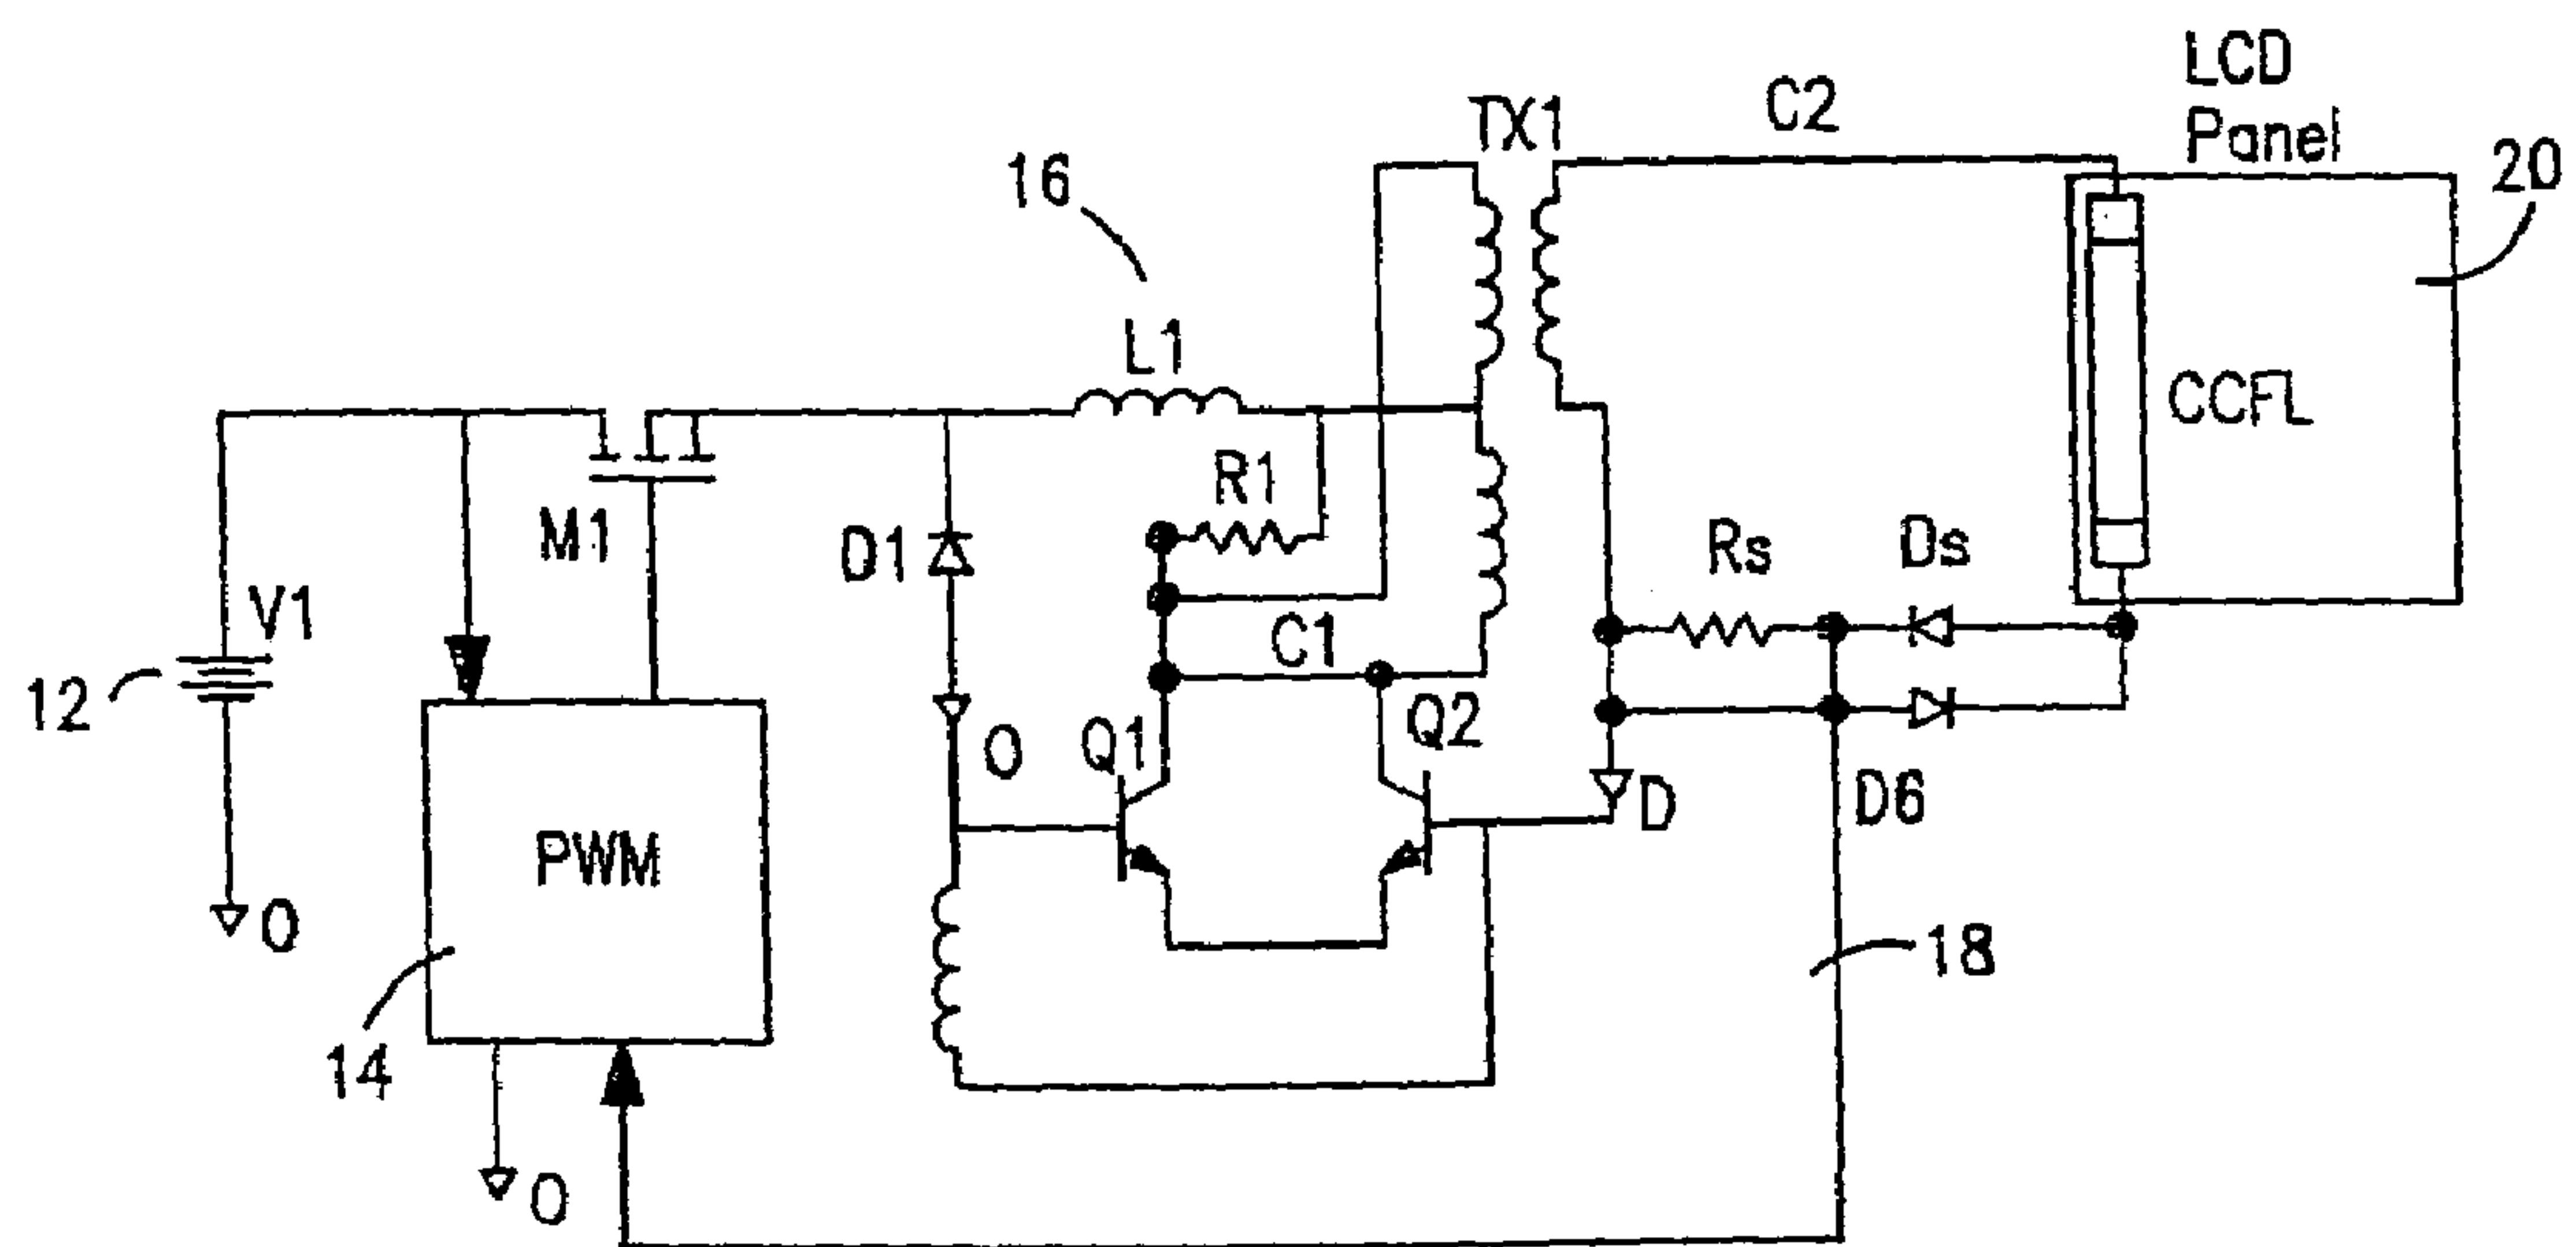 LCD
Panel
TX1
C2
20
16
L1
CCFL
R1
Rs
Ds
M1
D1
V1
C1
12
O
Q1
Q2
D
D6
PWM
O
18
14
O